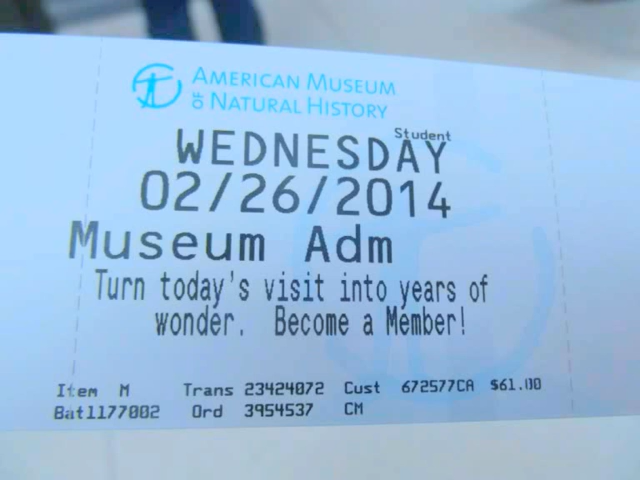 AMERICAN MUSEUM
OF NATURAL HISTORY
Student
WEDNESDAY
02/26/2014
Museum Adm
Turn today's visit into years of
wonder. Become a Member!
Item M Trans 23424072 Cust 672577CA $61.00
Bat1177002 Ord 3954537 CM